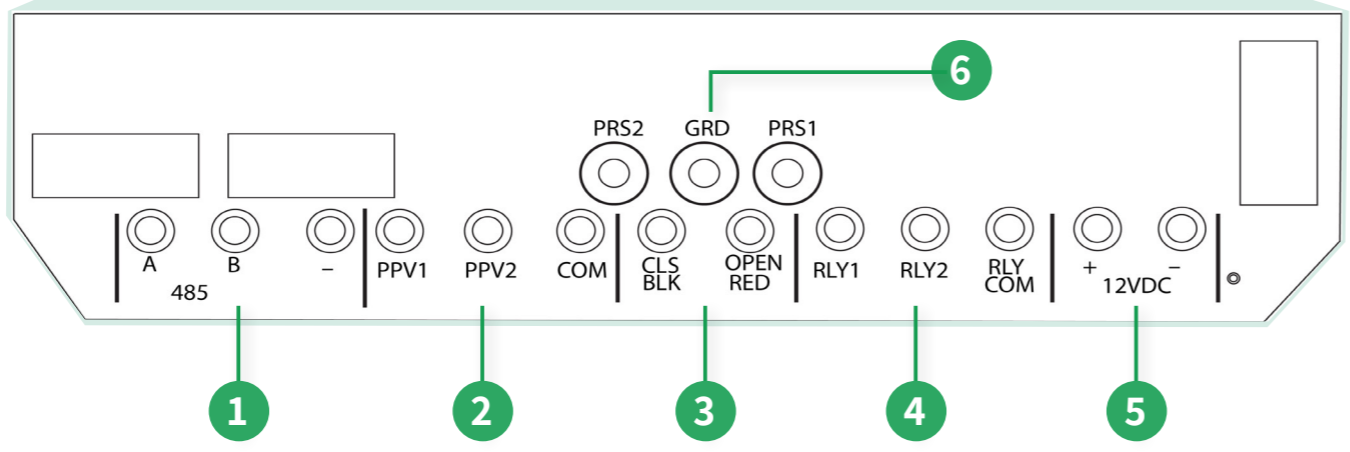 6
PRS2 GRD PRS1
A B – PPV1 PPV2 COM CLS OPEN RLY1 RLY2 RLY + –
BLK RED COM
485 12VDC
1 2 3 4 5